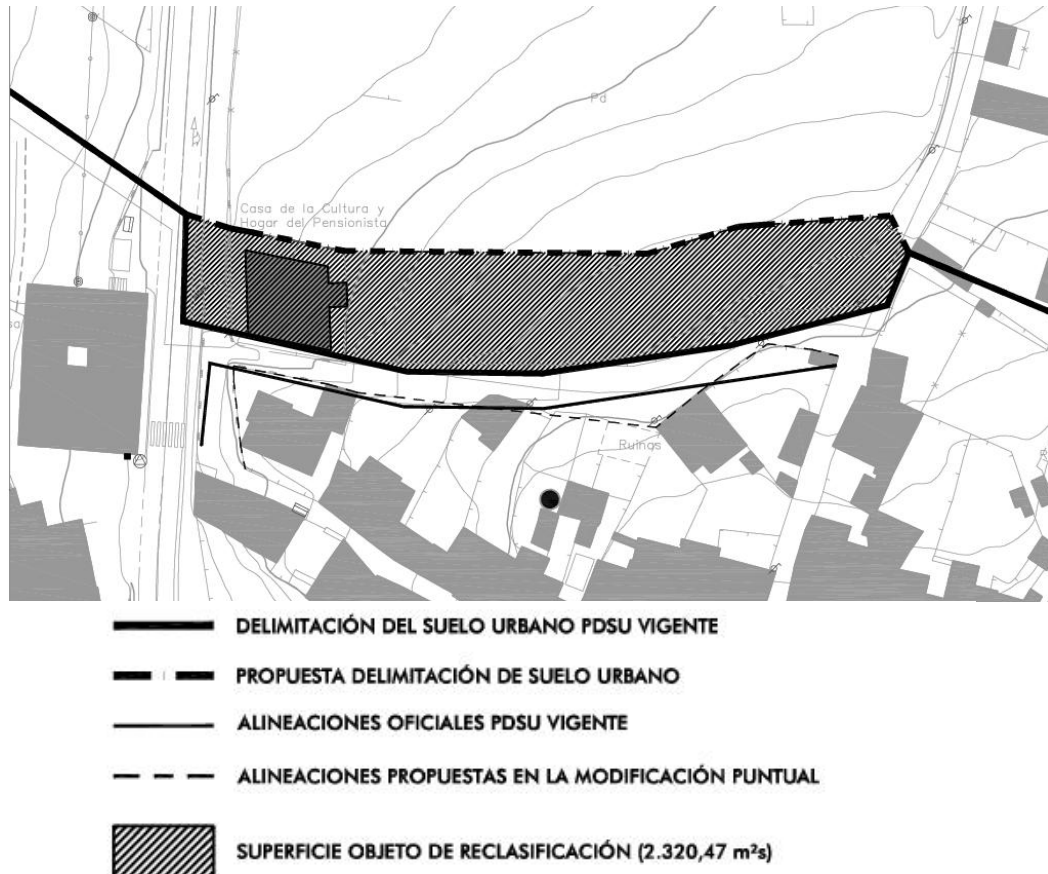 Pd
Casa de la Cultura y
Hogar del Pensionista
Ruinas
DELIMITACIÓN DEL SUELO URBANO PDSU VIGENTE
PROPUESTA DELIMITACIÓN DE SUELO URBANO
ALINEACIONES OFICIALES PDSU VIGENTE
ALINEACIONES PROPUESTAS EN LA MODIFICACIÓN PUNTUAL
SUPERFICIE OBJETO DE RECLASIFICACIÓN (2.320,47 m²s)